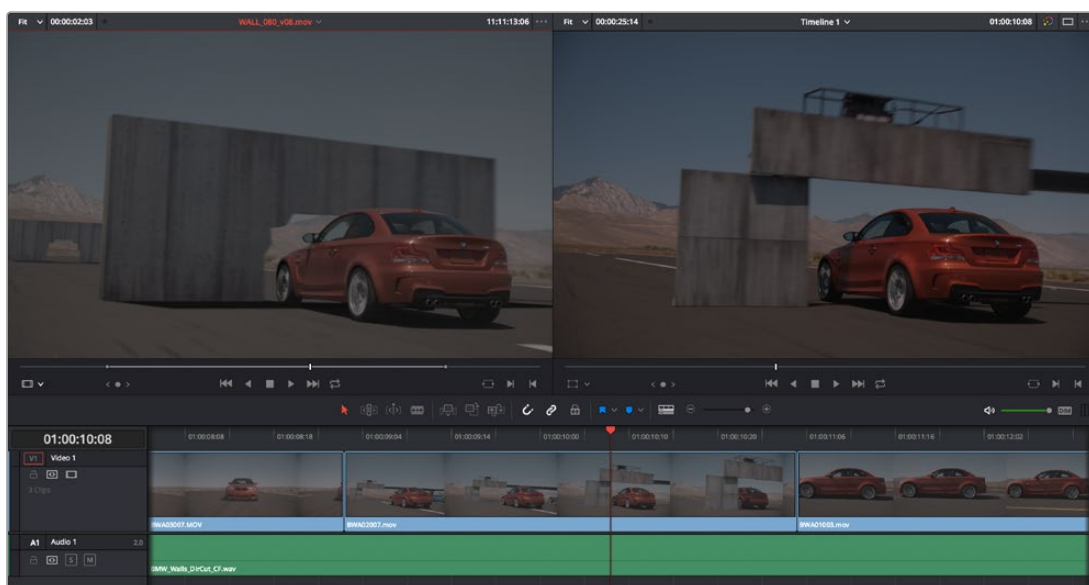 Fit 00:00:02:03 WALL_080_v08.mov 11:11:13:06
Fit 00:00:25:14 Timeline 1 01:00:10:08
01:00:10:08
01:00:08:08 01:00:08:18 01:00:09:04 01:00:09:14 01:00:10:00 01:00:10:10 01:00:10:20 01:00:11:06 01:00:11:16 01:00:12:02
V1 Video 1
3 Clips
BWA03007.MOV BWA02007.mov BWA01003.mov
A1 Audio 1 2.0
S M
BMW_Walls_DirCut_CF.wav